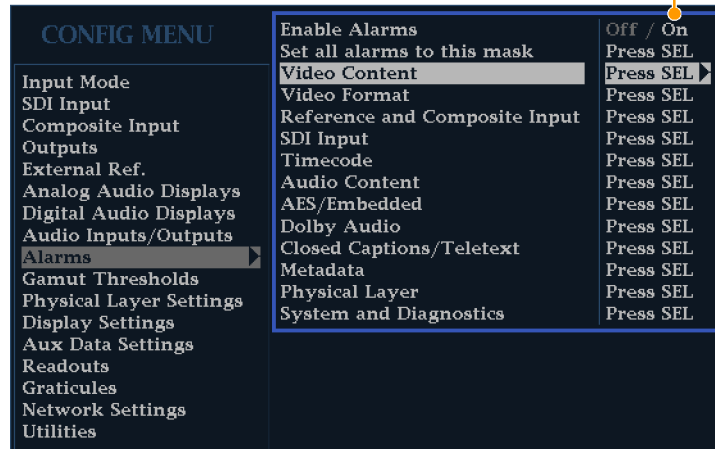 CONFIG MENU
Input Mode
SDI Input
Composite Input
Outputs
External Ref.
Analog Audio Displays
Digital Audio Displays
Audio Inputs/Outputs
Alarms
Gamut Thresholds
Physical Layer Settings
Display Settings
Aux Data Settings
Readouts
Graticules
Network Settings
Utilities
Enable Alarms Off / On
Set all alarms to this mask Press SEL
Video Content Press SEL
Video Format Press SEL
Reference and Composite Input Press SEL
SDI Input Press SEL
Timecode Press SEL
Audio Content Press SEL
AES/Embedded Press SEL
Dolby Audio Press SEL
Closed Captions/Teletext Press SEL
Metadata Press SEL
Physical Layer Press SEL
System and Diagnostics Press SEL